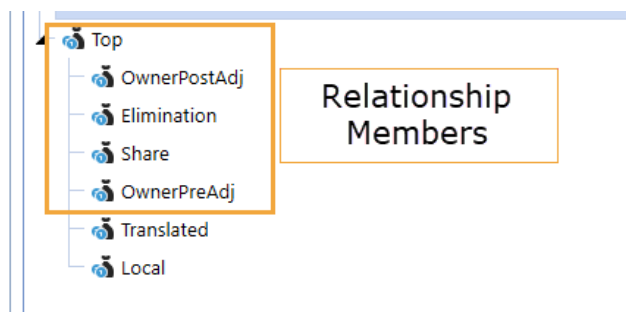 Top
OwnerPostAdj
Elimination
Share
OwnerPreAdj
Translated
Local
Relationship
Members